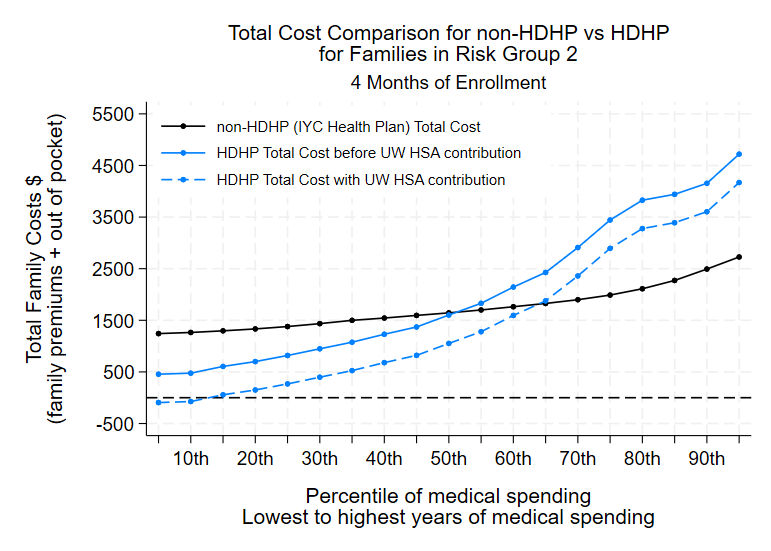 Total Cost Comparison for non-HDHP vs HDHP
for Families in Risk Group 2
4 Months of Enrollment
non-HDHP (IYC Health Plan) Total Cost
HDHP Total Cost before UW HSA contribution
HDHP Total Cost with UW HSA contribution
Total Family Costs $
(family premiums + out of pocket)
5500
4500
3500
2500
1500
500
-500
10th
20th
30th
40th
50th
60th
70th
80th
90th
Percentile of medical spending
Lowest to highest years of medical spending